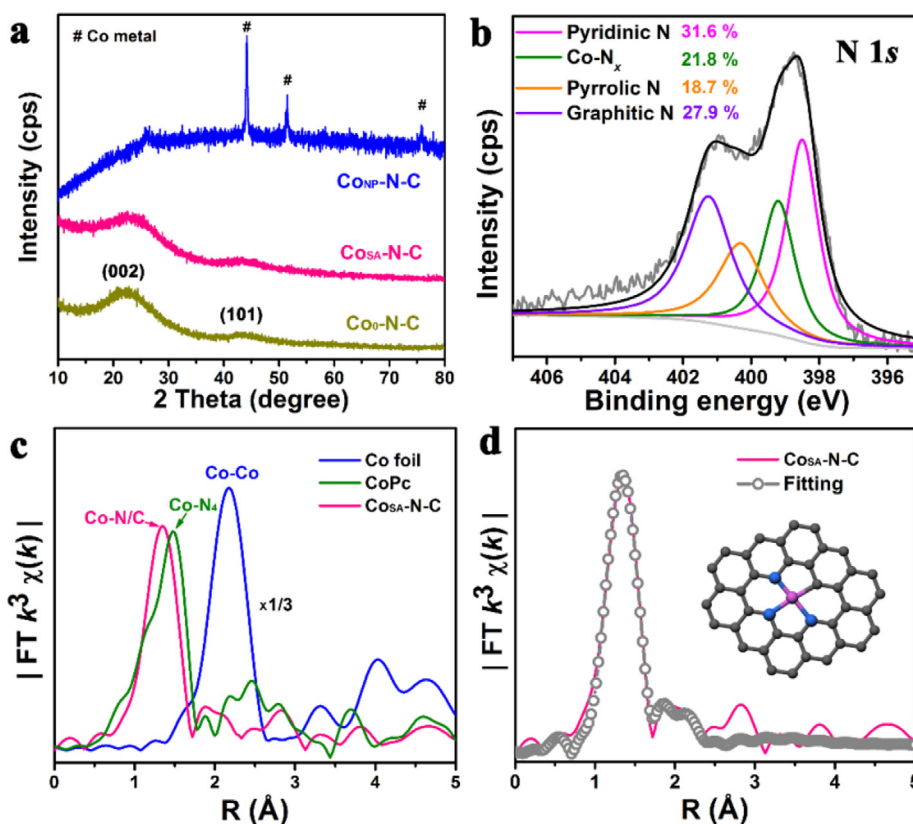 a
# Co metal
#
#
#
CoNP-N-C
CoSA-N-C
(002)
(101)
Co0-N-C
Intensity (cps)
10 20 30 40 50 60 70 80
2 Theta (degree)
b
Pyridinic N 31.6 %
Co-Nx 21.8 %
Pyrrolic N 18.7 %
Graphitic N 27.9 %
N 1s
Intensity (cps)
406 404 402 400 398 396
Binding energy (eV)
c
Co foil
CoPc
CoSA-N-C
Co-Co
Co-N4
Co-N/C
x1/3
| FT k³ χ(k) |
0 1 2 3 4 5
R (Å)
d
CoSA-N-C
Fitting
| FT k³ χ(k) |
0 1 2 3 4 5
R (Å)